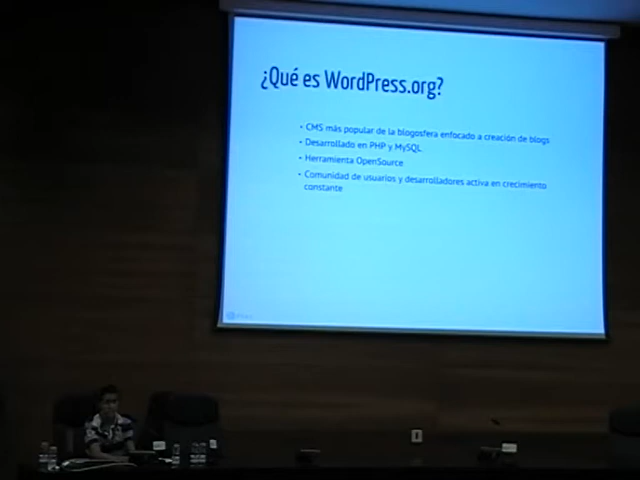 ¿Qué es WordPress.org?
• CMS más popular de la blogosfera enfocado a creación de blogs
• Desarrollado en PHP y MySQL
• Herramienta OpenSource
• Comunidad de usuarios y desarrolladores activa en crecimiento
constante